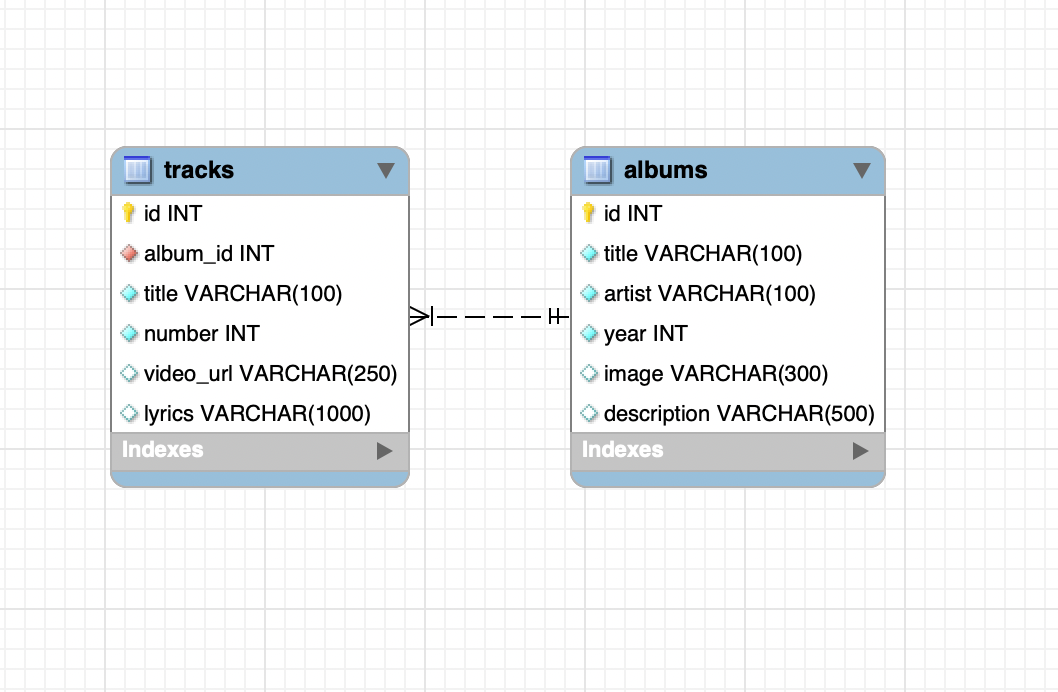 tracks
id INT
album_id INT
title VARCHAR(100)
number INT
video_url VARCHAR(250)
lyrics VARCHAR(1000)
Indexes
albums
id INT
title VARCHAR(100)
artist VARCHAR(100)
year INT
image VARCHAR(300)
description VARCHAR(500)
Indexes